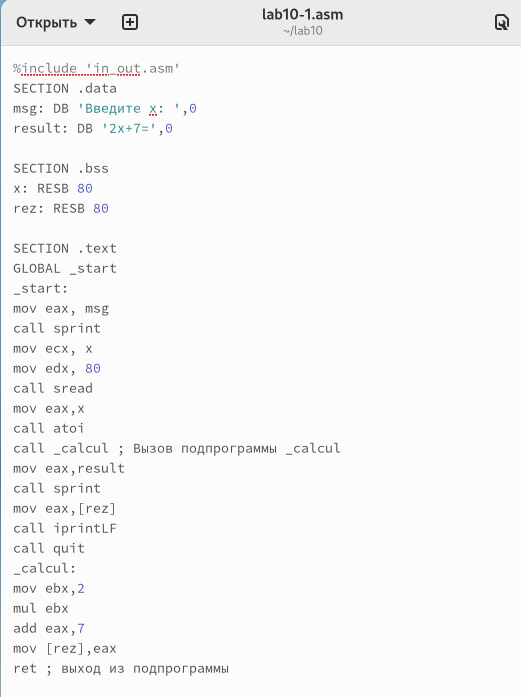 Открыть
lab10-1.asm
~/lab10
%include 'in_out.asm'
SECTION .data
msg: DB 'Введите x: ',0
result: DB '2x+7=',0
SECTION .bss
x: RESB 80
rez: RESB 80
SECTION .text
GLOBAL _start
_start:
mov eax, msg
call sprint
mov ecx, x
mov edx, 80
call sread
mov eax,x
call atoi
call _calcul ; Вызов подпрограммы _calcul
mov eax,result
call sprint
mov eax,[rez]
call iprintLF
call quit
_calcul:
mov ebx,2
mul ebx
add eax,7
mov [rez],eax
ret ; выход из подпрограммы